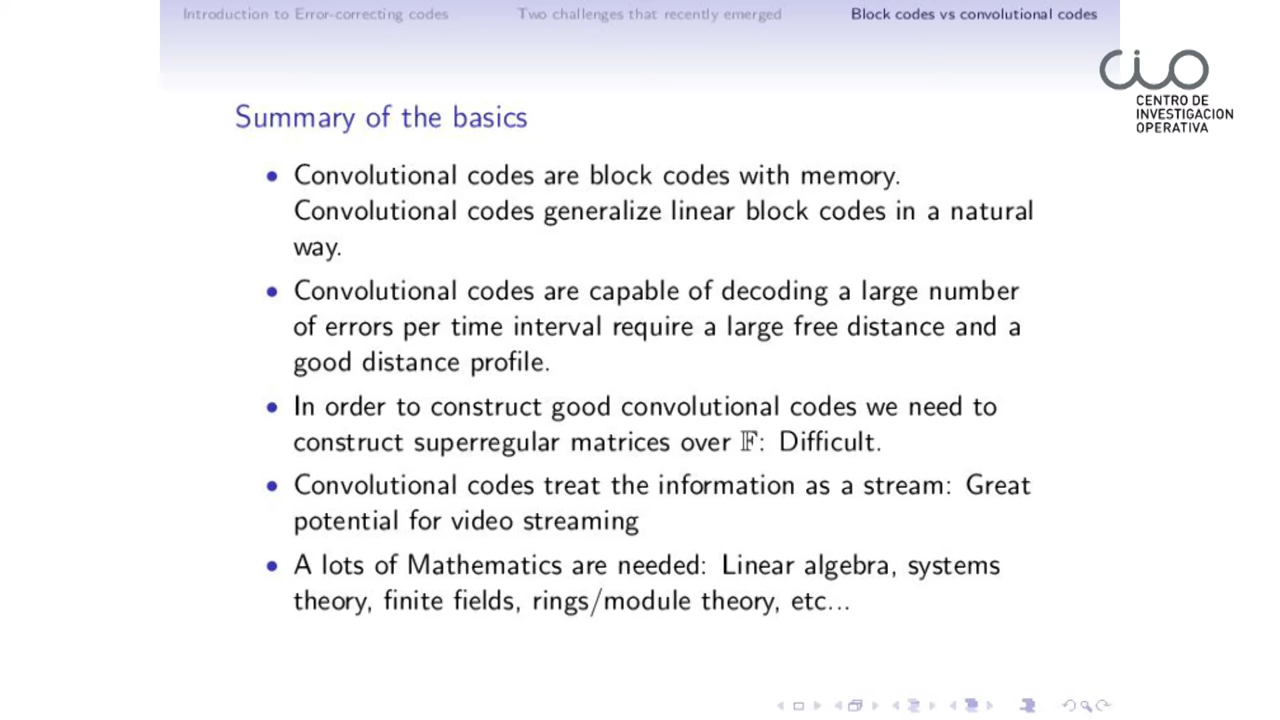 Introduction to Error-correcting codes Two challenges that recently emerged Block codes vs convolutional codes
CIO
CENTRO DE
INVESTIGACION
OPERATIVA
Summary of the basics
• Convolutional codes are block codes with memory.
Convolutional codes generalize linear block codes in a natural
way.
• Convolutional codes are capable of decoding a large number
of errors per time interval require a large free distance and a
good distance profile.
• In order to construct good convolutional codes we need to
construct superregular matrices over 𝔽: Difficult.
• Convolutional codes treat the information as a stream: Great
potential for video streaming
• A lots of Mathematics are needed: Linear algebra, systems
theory, finite fields, rings/module theory, etc...